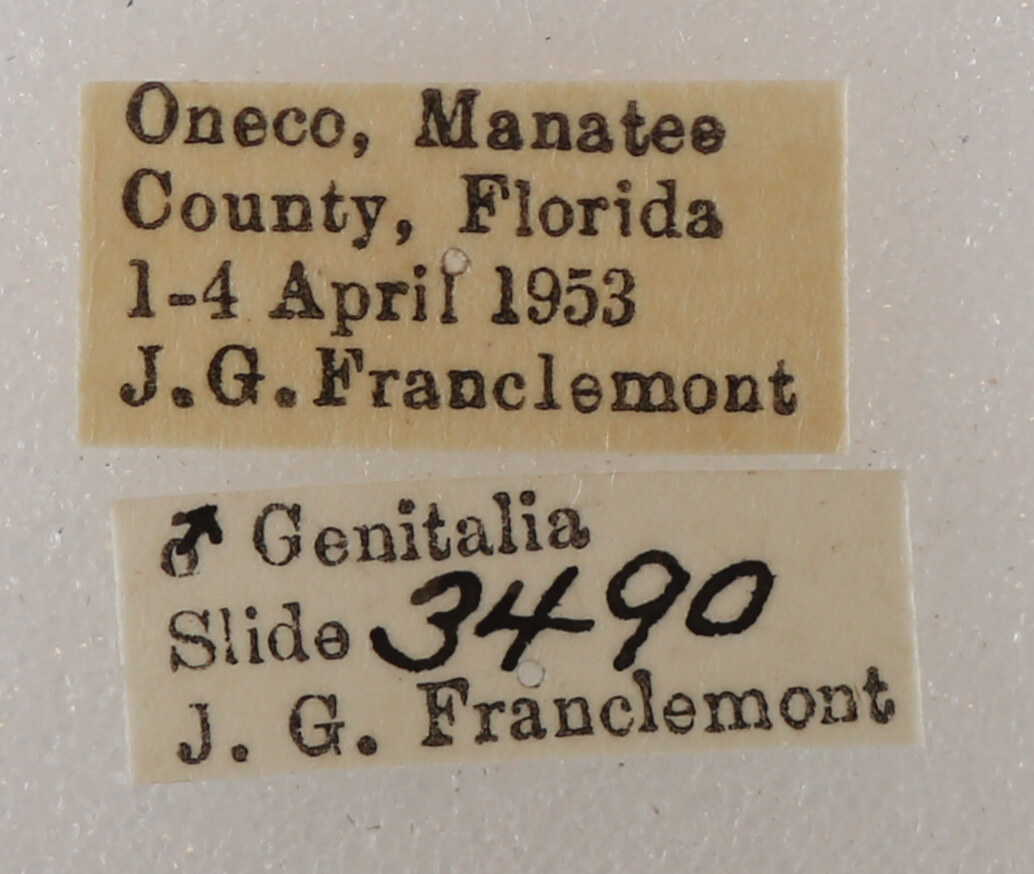 Oneco, Manatee
County, Florida
1-4 April 1953
J.G.Franclemont
♂ Genitalia
Slide 3490
J. G. Franclemont